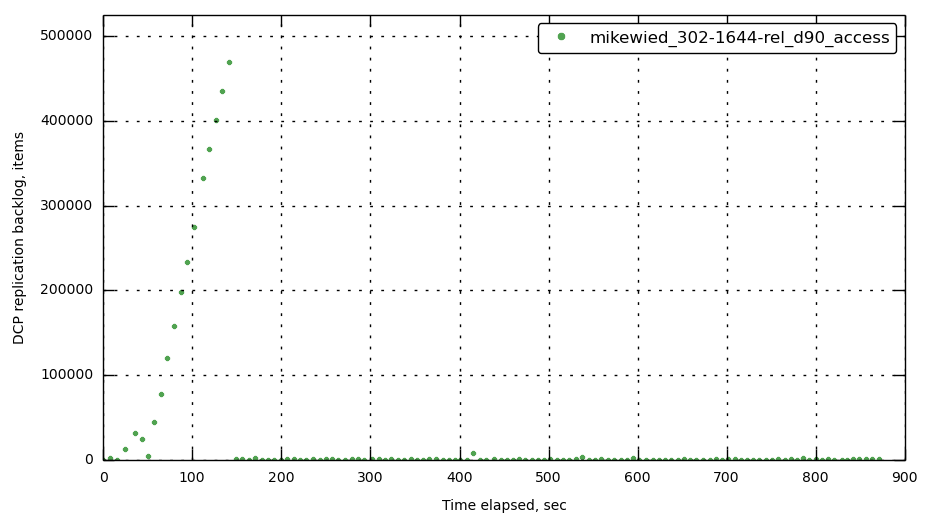 mikewied_302-1644-rel_d90_access
DCP replication backlog, items
500000
400000
300000
200000
100000
0
0 100 200 300 400 500 600 700 800 900
Time elapsed, sec